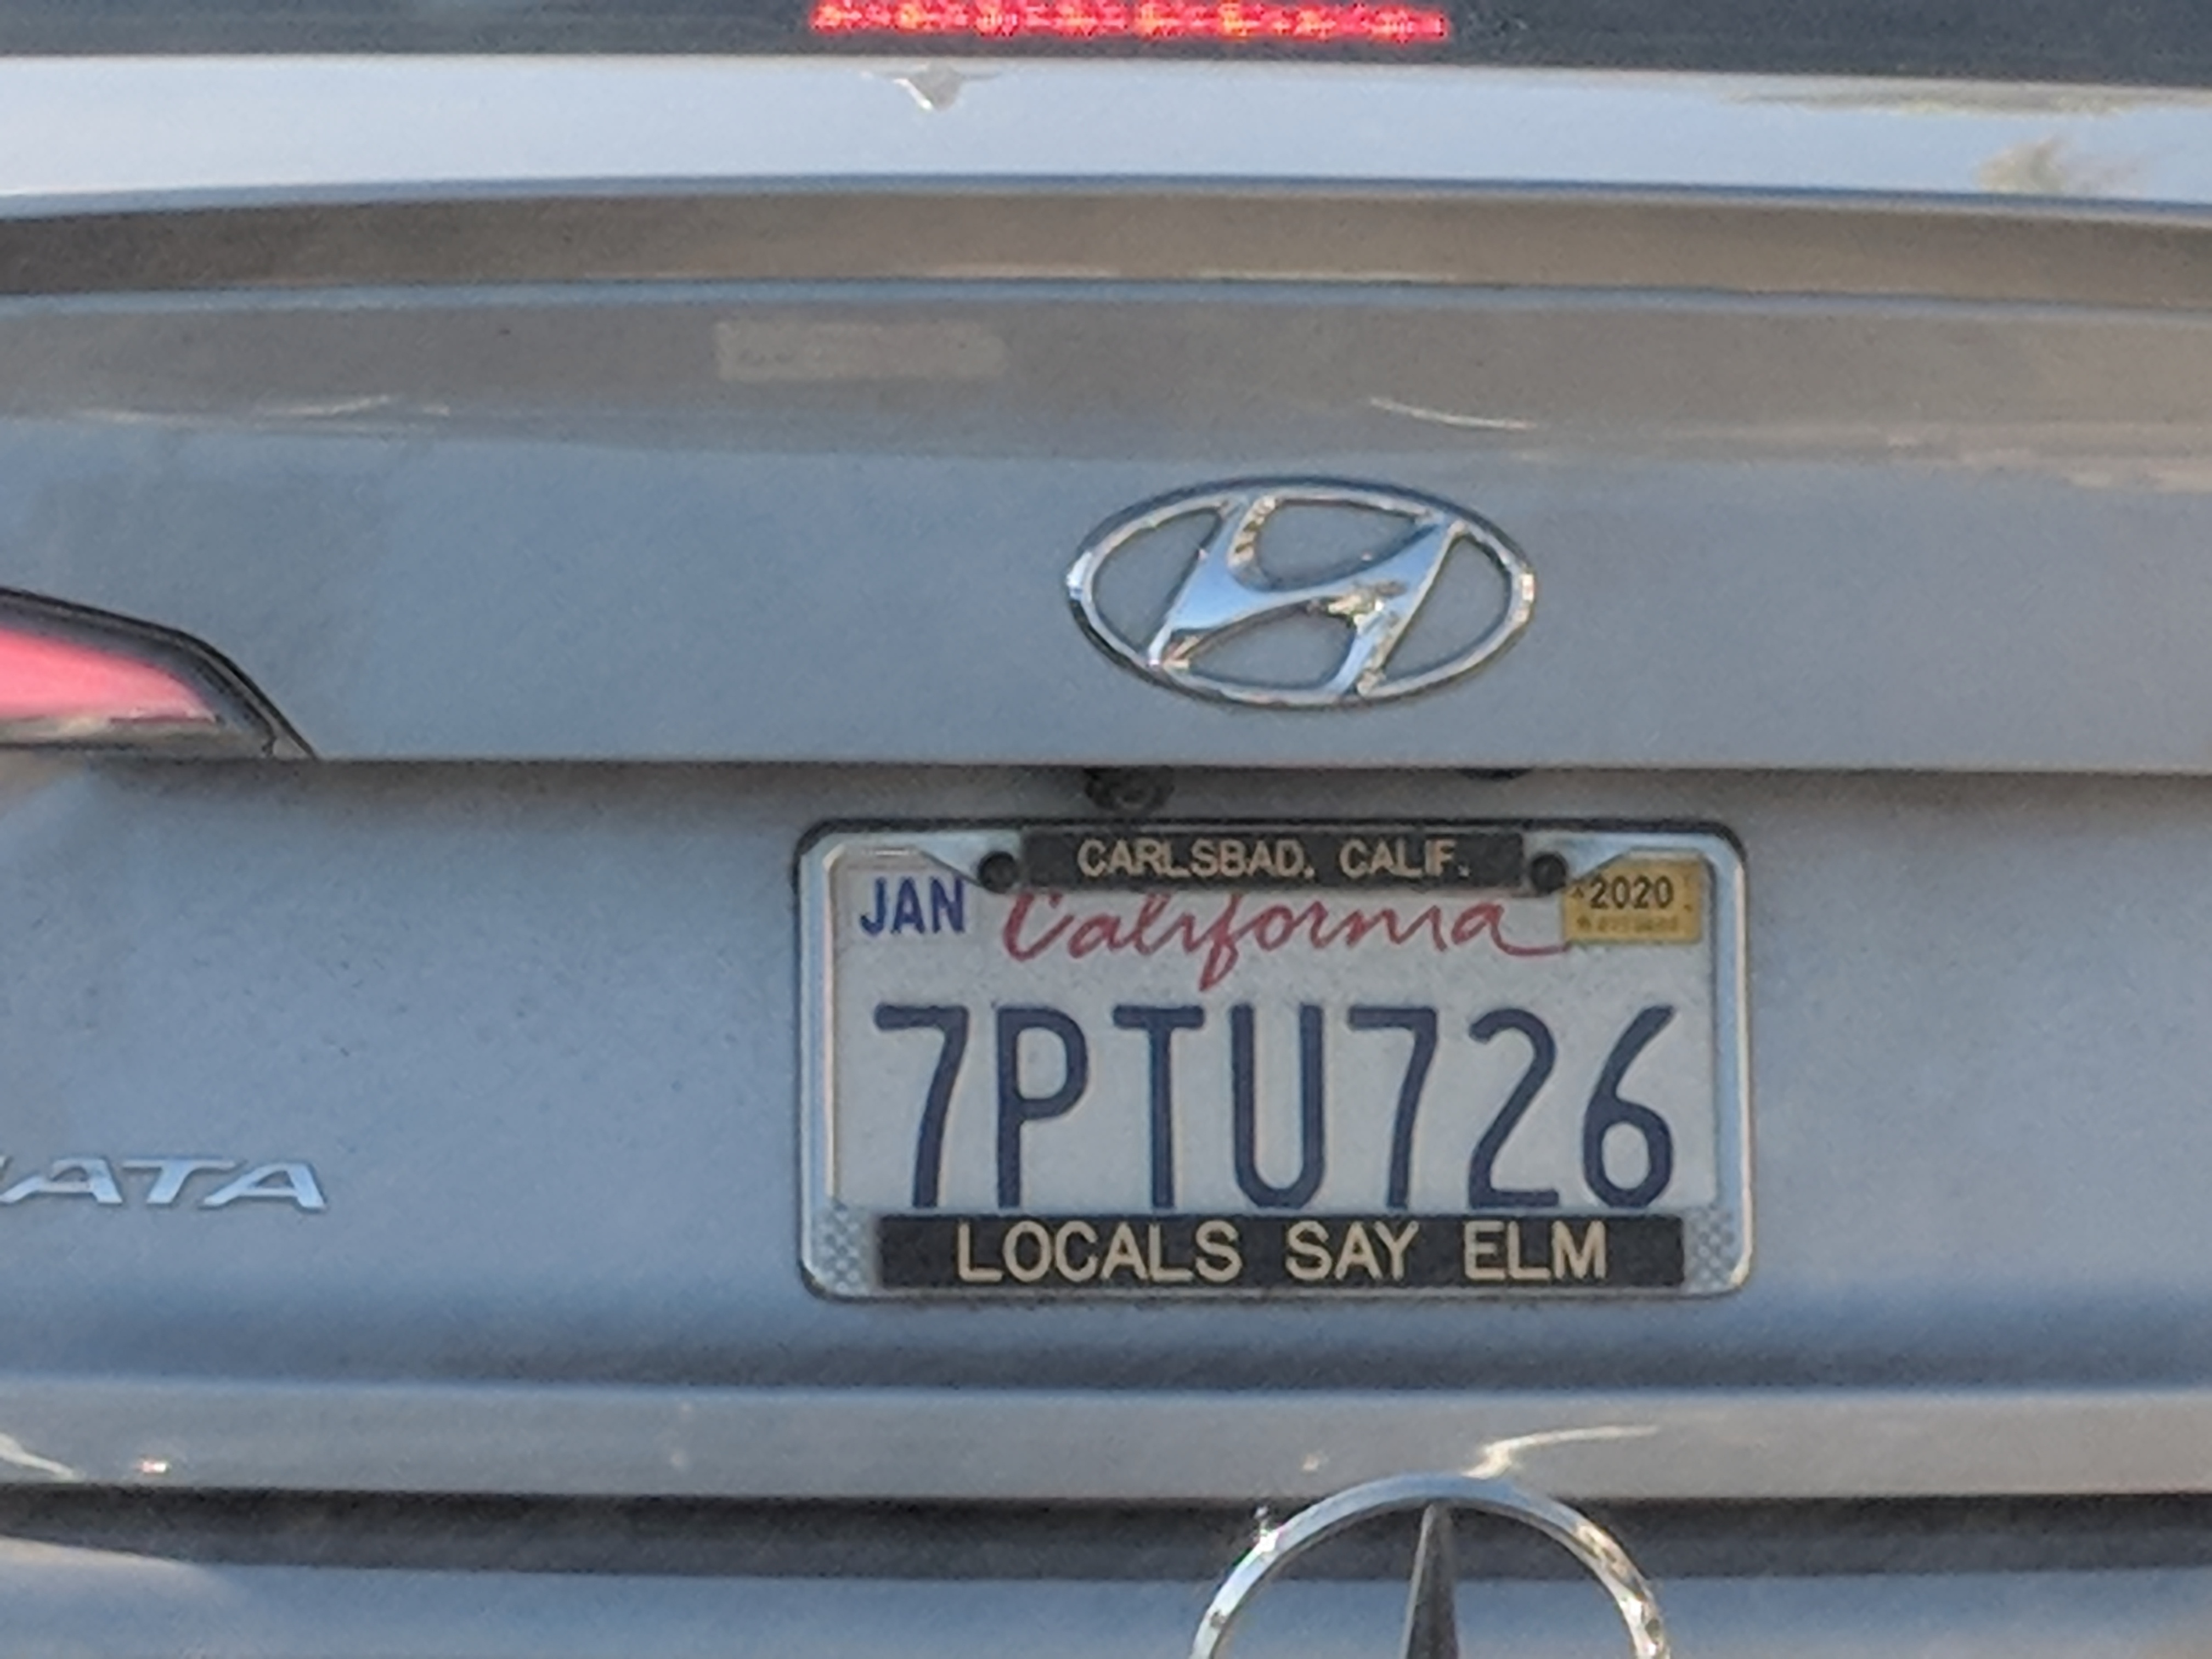 CARLSBAD, CALIF.
JAN California 2020
7PTU726
LOCALS SAY ELM
ATA